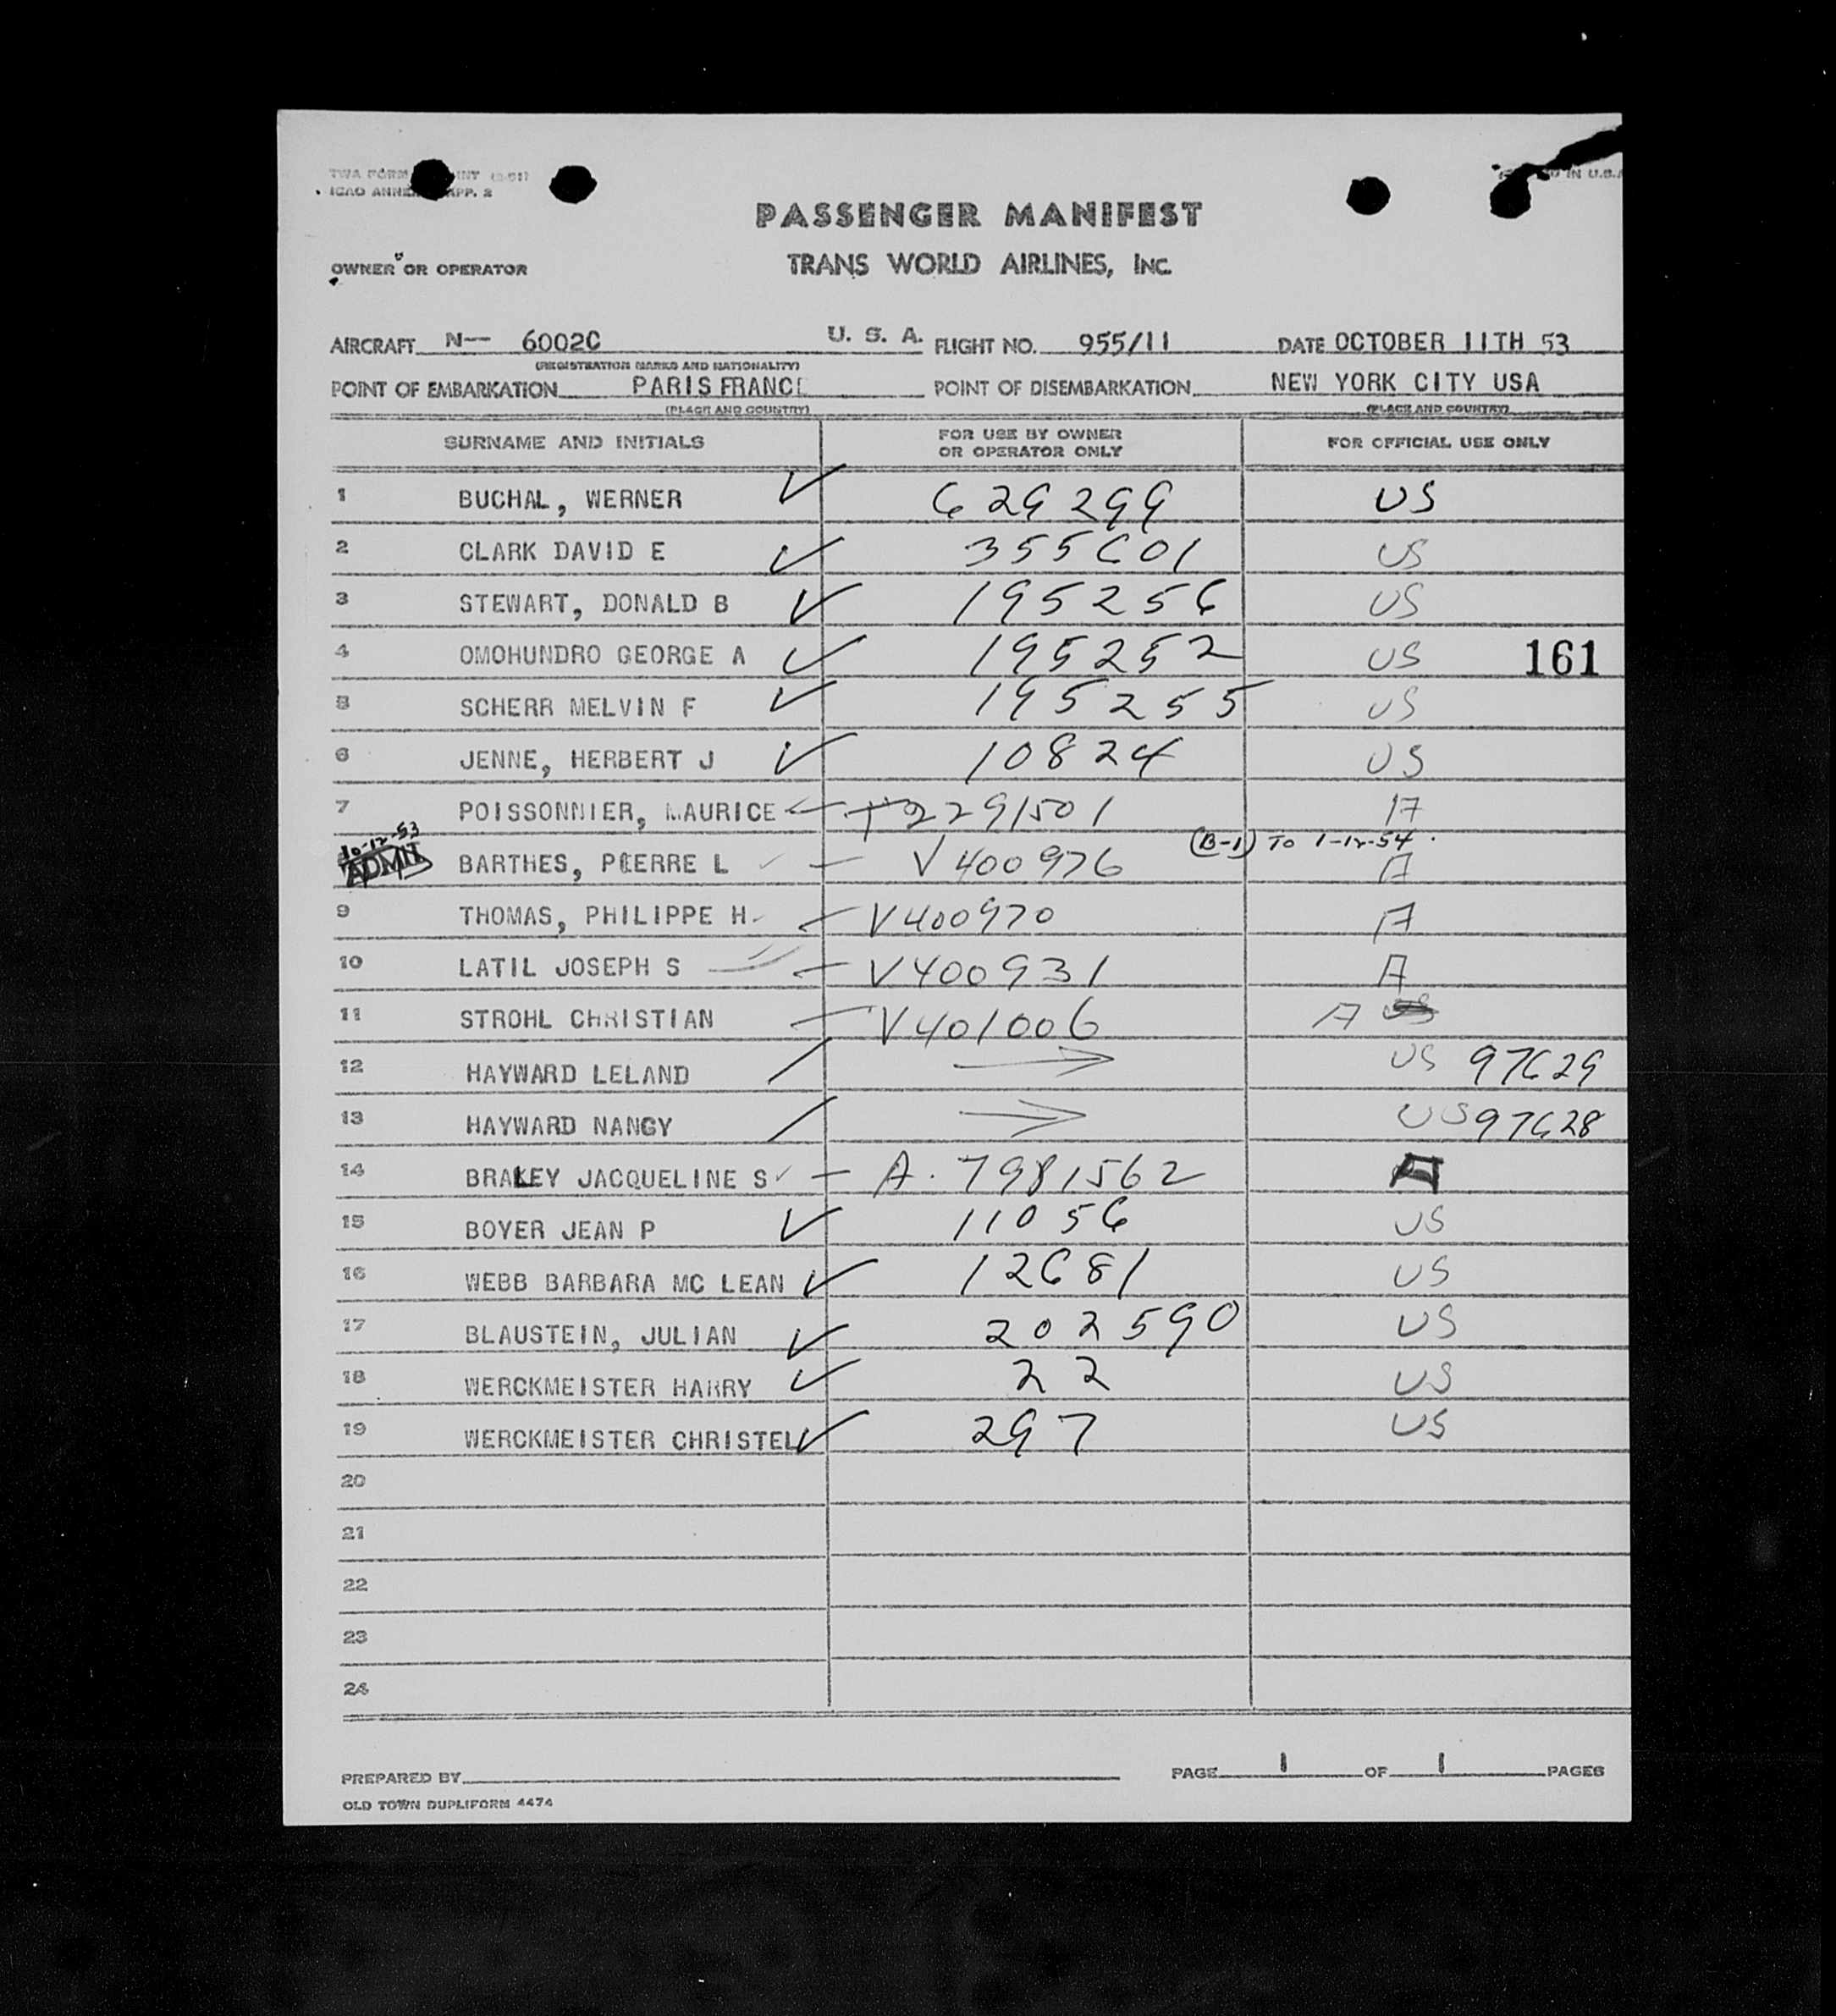 TWA FORM INT
ICAO ANNEX APP. 2 IN U.S.A
PASSENGER MANIFEST
OWNER OR OPERATOR TRANS WORLD AIRLINES, INC.
AIRCRAFT N-- 6002C U. S. A. FLIGHT NO. 955/11 DATE OCTOBER 11TH 53
(REGISTRATION MARKS AND NATIONALITY)
POINT OF EMBARKATION PARIS FRANCE POINT OF DISEMBARKATION NEW YORK CITY USA
(PLACE AND COUNTRY) (PLACE AND COUNTRY)
SURNAME AND INITIALS FOR USE BY OWNER OR OPERATOR ONLY FOR OFFICIAL USE ONLY
1 BUCHAL, WERNER ✓ 629299 US
2 CLARK DAVID E ✓ 355601 US
3 STEWART, DONALD B ✓ 195256 US
4 OMOHUNDRO GEORGE A ✓ 195252 US 161
5 SCHERR MELVIN F ✓ 195255 US
6 JENNE, HERBERT J ✓ 10824 US
7 POISSONNIER, MAURICE 2291501 A
10-12-53 (B-1) TO 1-12-54.
ADMIT BARTHES, PIERRE L V400976 A
9 THOMAS, PHILIPPE H V400970 A
10 LATIL JOSEPH S V400931 A
11 STROHL CHRISTIAN V401006 A US
12 HAYWARD LELAND → US 97629
13 HAYWARD NANCY → US 97628
14 BRALEY JACQUELINE S ✓ A. 7981562 A
15 BOYER JEAN P ✓ 11056 US
16 WEBB BARBARA MC LEAN ✓ 12681 US
17 BLAUSTEIN, JULIAN ✓ 202590 US
18 WERCKMEISTER HARRY ✓ 22 US
19 WERCKMEISTER CHRISTEL ✓ 297 US
20
21
22
23
24
PREPARED BY PAGE 1 OF 1 PAGES
OLD TOWN DUPLIFORM 4474